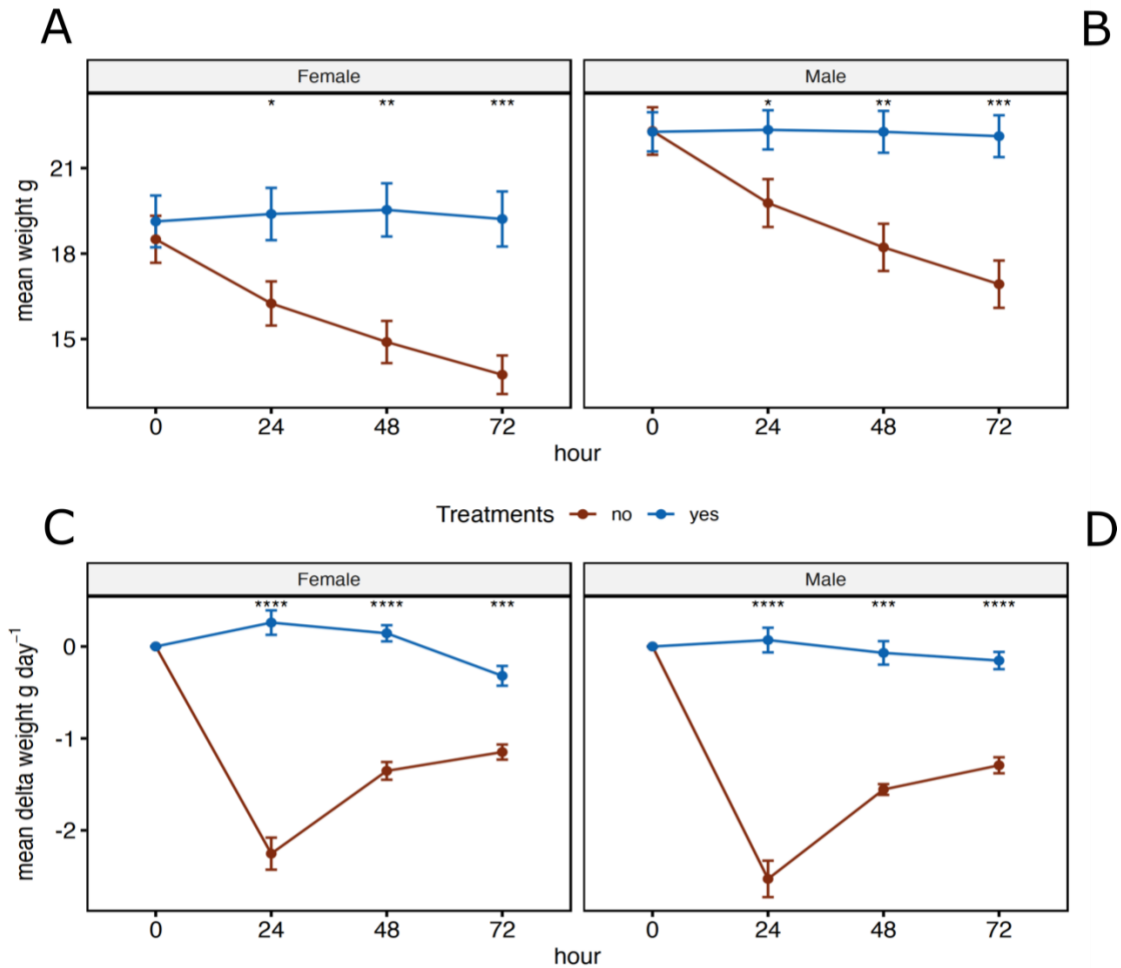 A
B
Female
Male
* ** ***
* ** ***
mean weight g
21
18
15
0 24 48 72
0 24 48 72
hour
Treatments no yes
C
D
Female
Male
**** **** ***
**** *** ****
mean delta weight g day⁻¹
0
-1
-2
0 24 48 72
0 24 48 72
hour